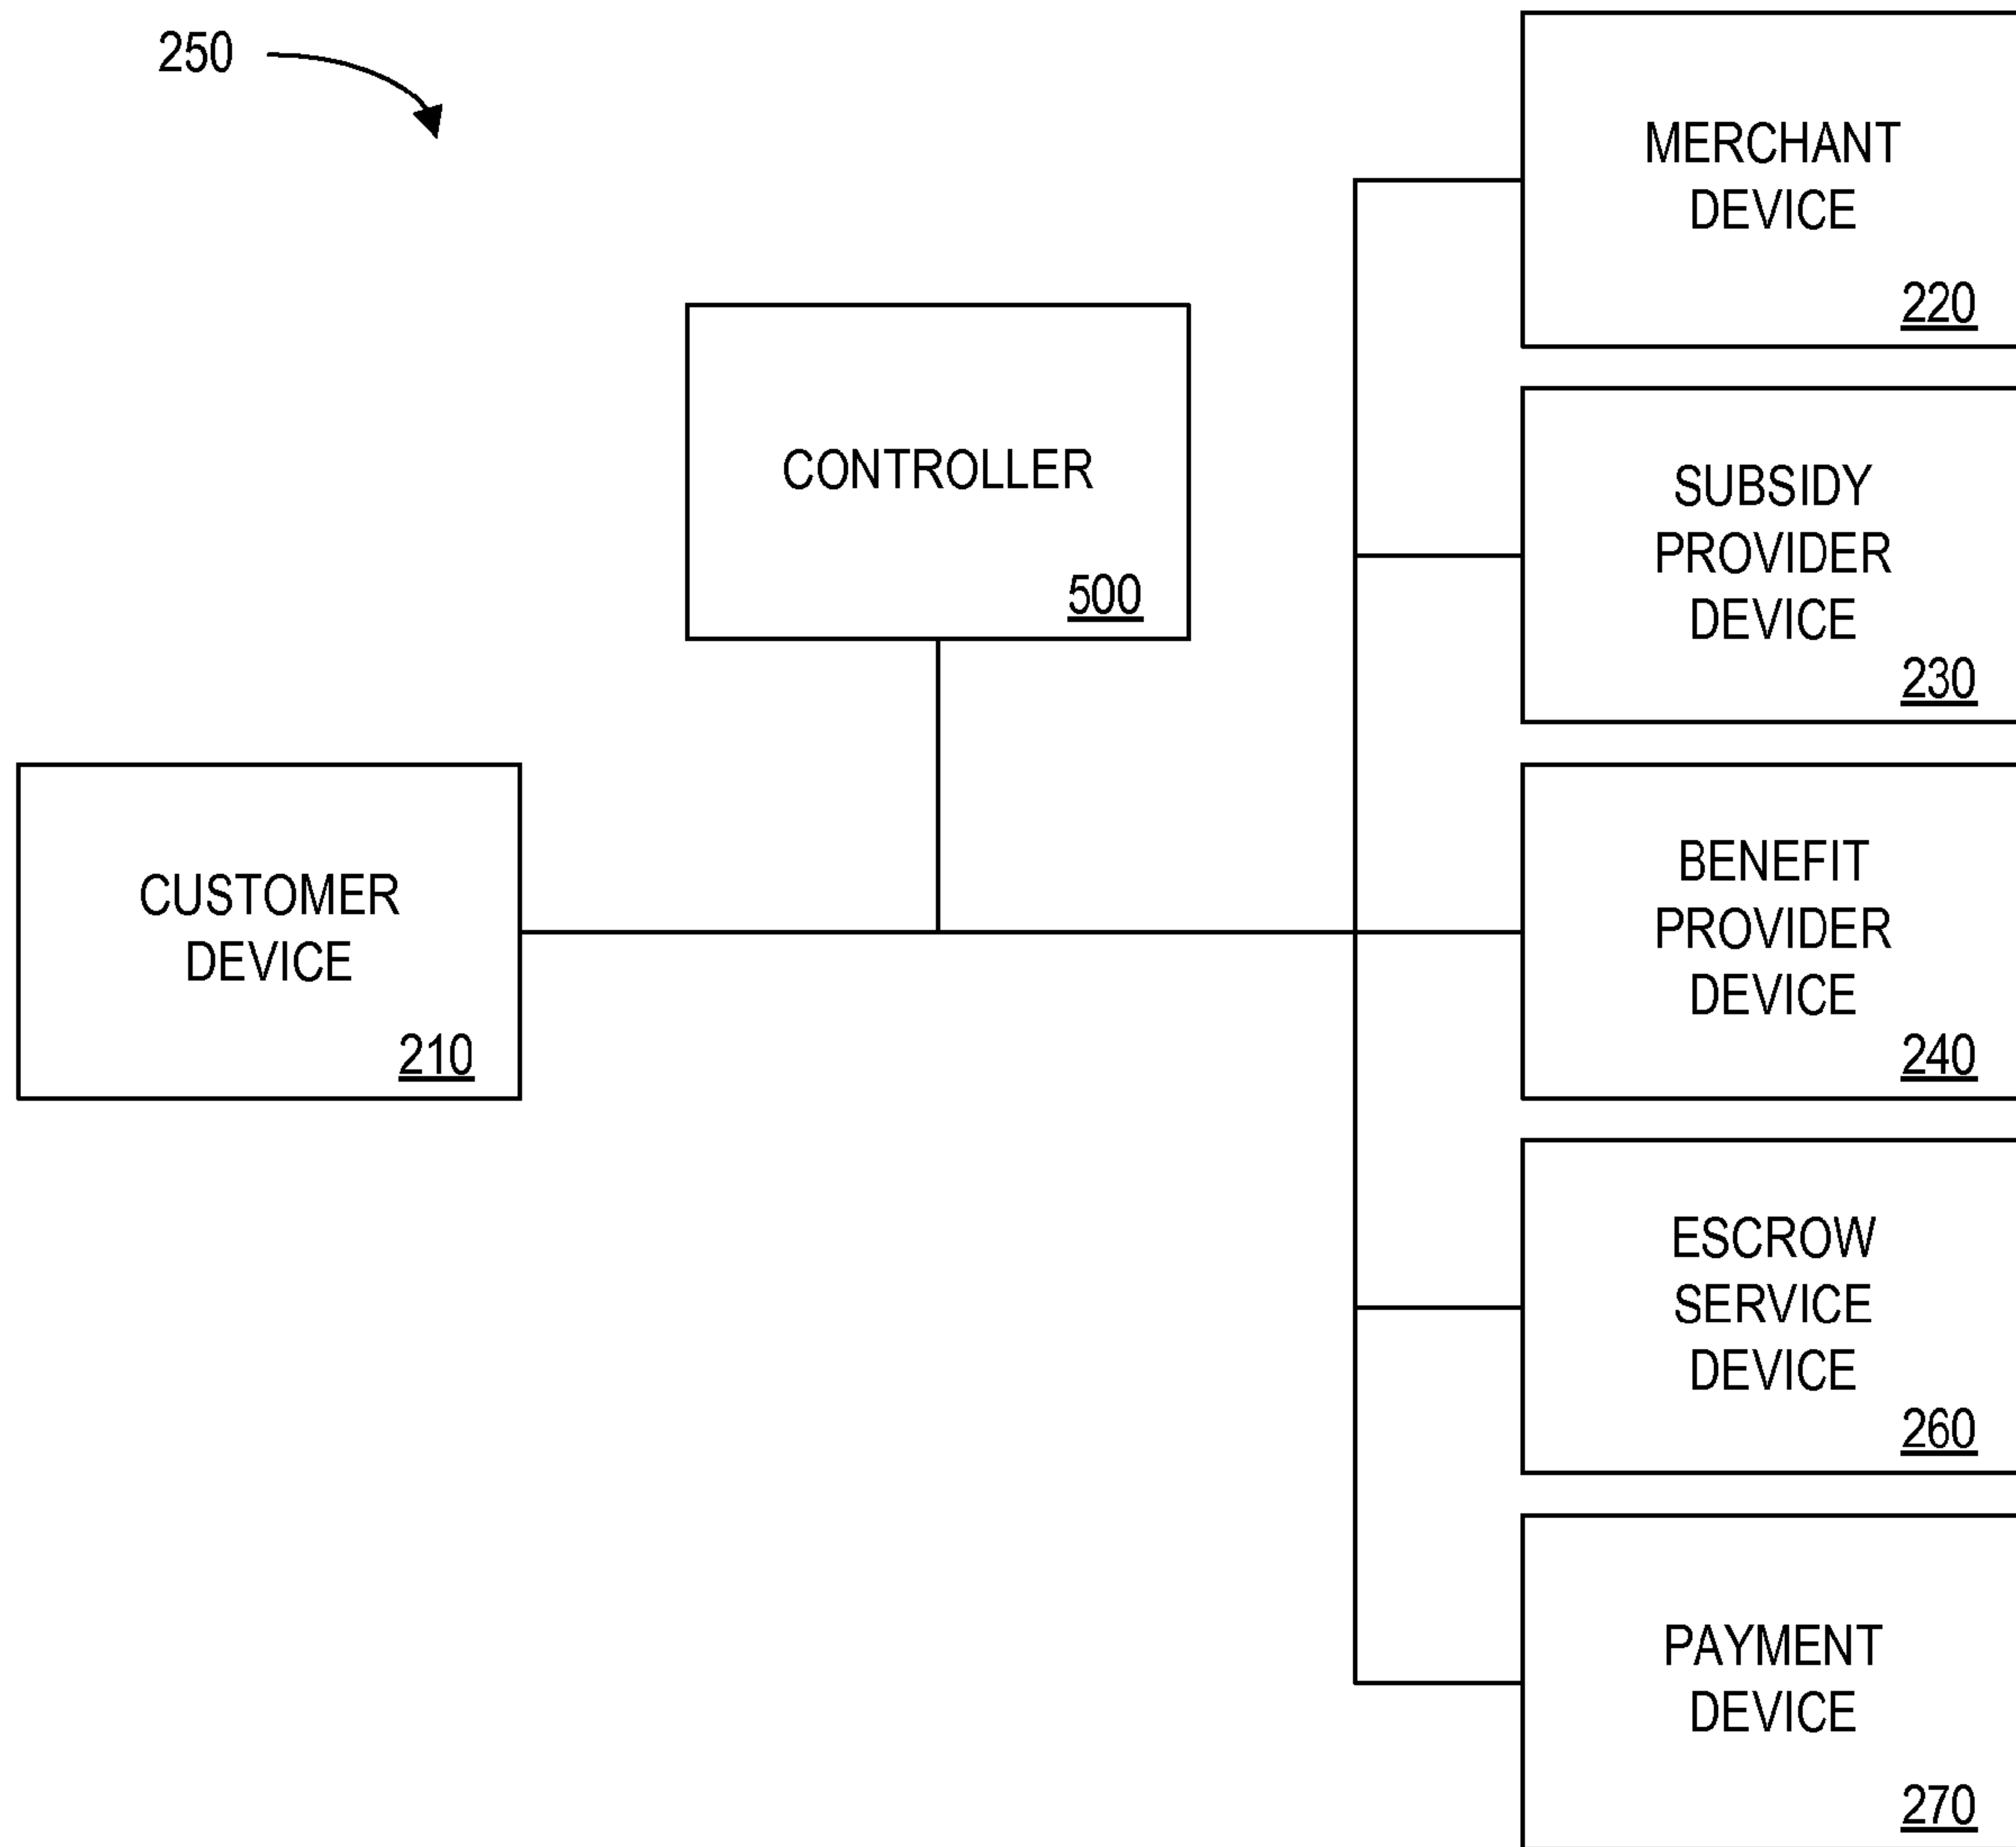 250
MERCHANT
DEVICE
220
CONTROLLER
500
SUBSIDY
PROVIDER
DEVICE
230
CUSTOMER
DEVICE
210
BENEFIT
PROVIDER
DEVICE
240
ESCROW
SERVICE
DEVICE
260
PAYMENT
DEVICE
270